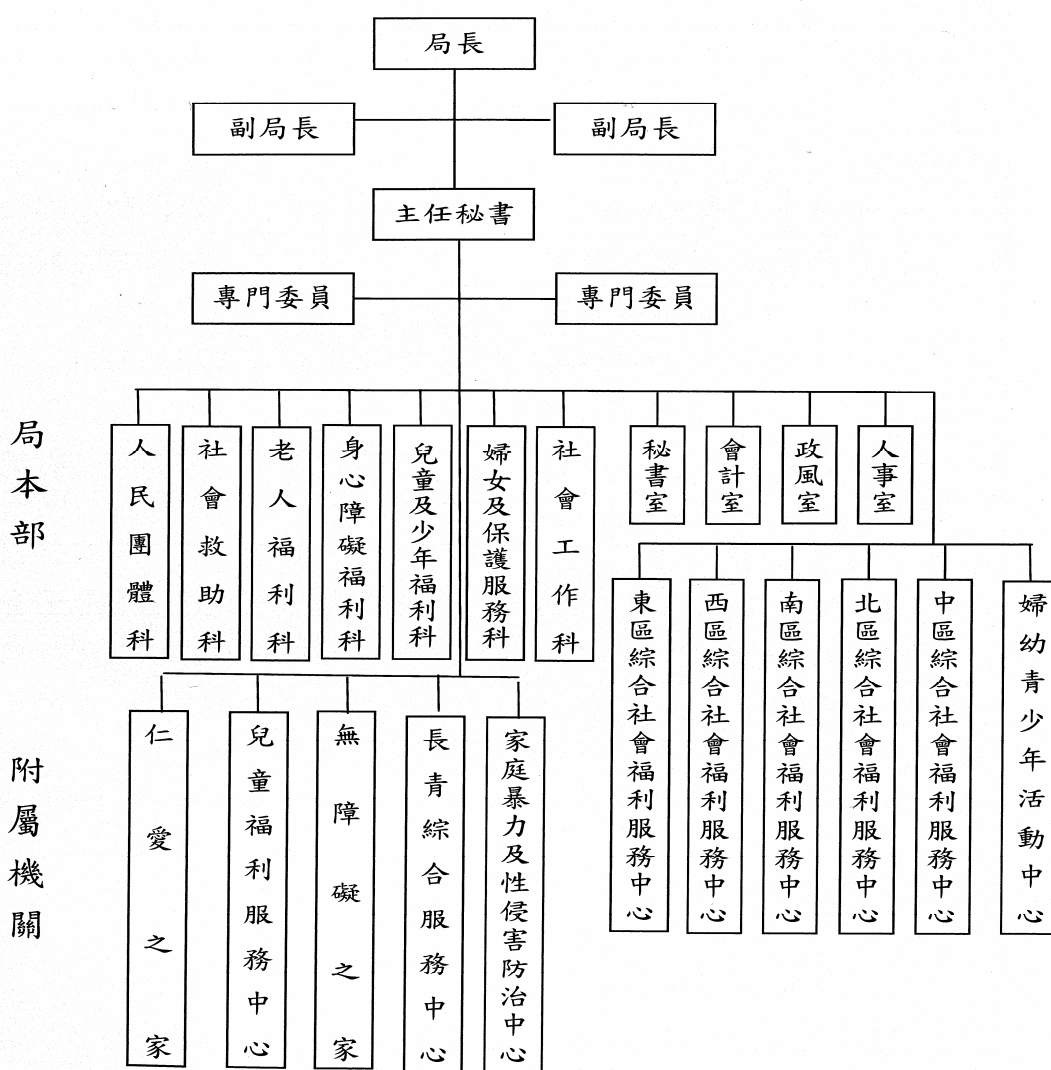 局長
副局長
副局長
主任秘書
專門委員
專門委員
局本部
人民團體科
社會救助科
老人福利科
身心障礙福利科
兒童及少年福利科
婦女及保護服務科
社會工作科
秘書室
會計室
政風室
人事室
東區綜合社會福利服務中心
西區綜合社會福利服務中心
南區綜合社會福利服務中心
北區綜合社會福利服務中心
中區綜合社會福利服務中心
婦幼青少年活動中心
附屬機關
仁愛之家
兒童福利服務中心
無障礙之家
長青綜合服務中心
家庭暴力及性侵害防治中心